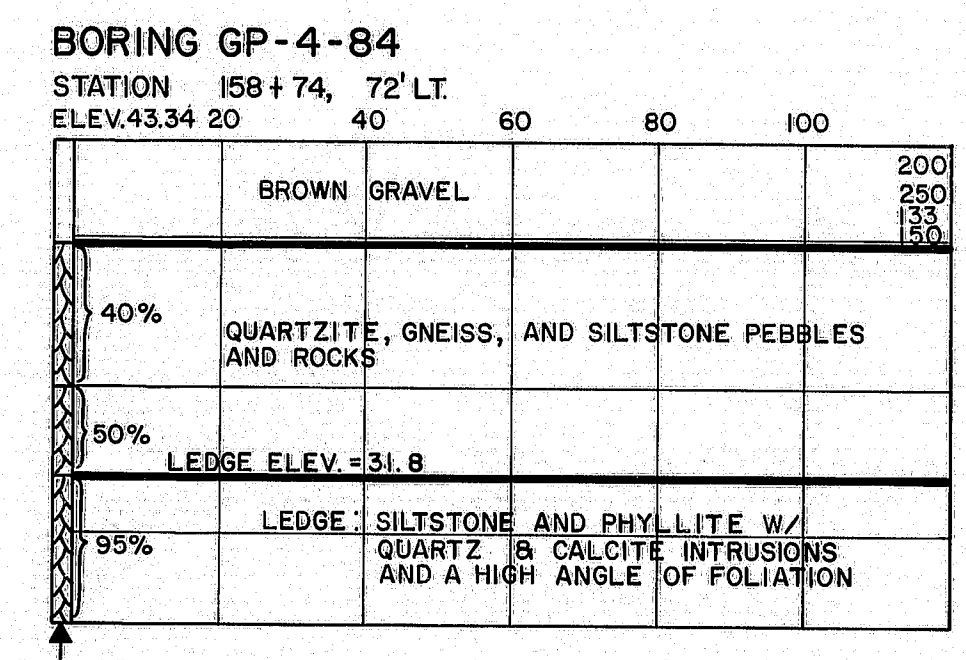 BORING GP-4-84
STATION 158+74, 72' LT.
ELEV. 43.34 20 40 60 80 100
200
BROWN GRAVEL
250
133
150
40%
QUARTZITE, GNEISS, AND SILTSTONE PEBBLES
AND ROCKS
50%
LEDGE ELEV. = 31.8
LEDGE: SILTSTONE AND PHYLLITE W/
95%
QUARTZ & CALCITE INTRUSIONS
AND A HIGH ANGLE OF FOLIATION